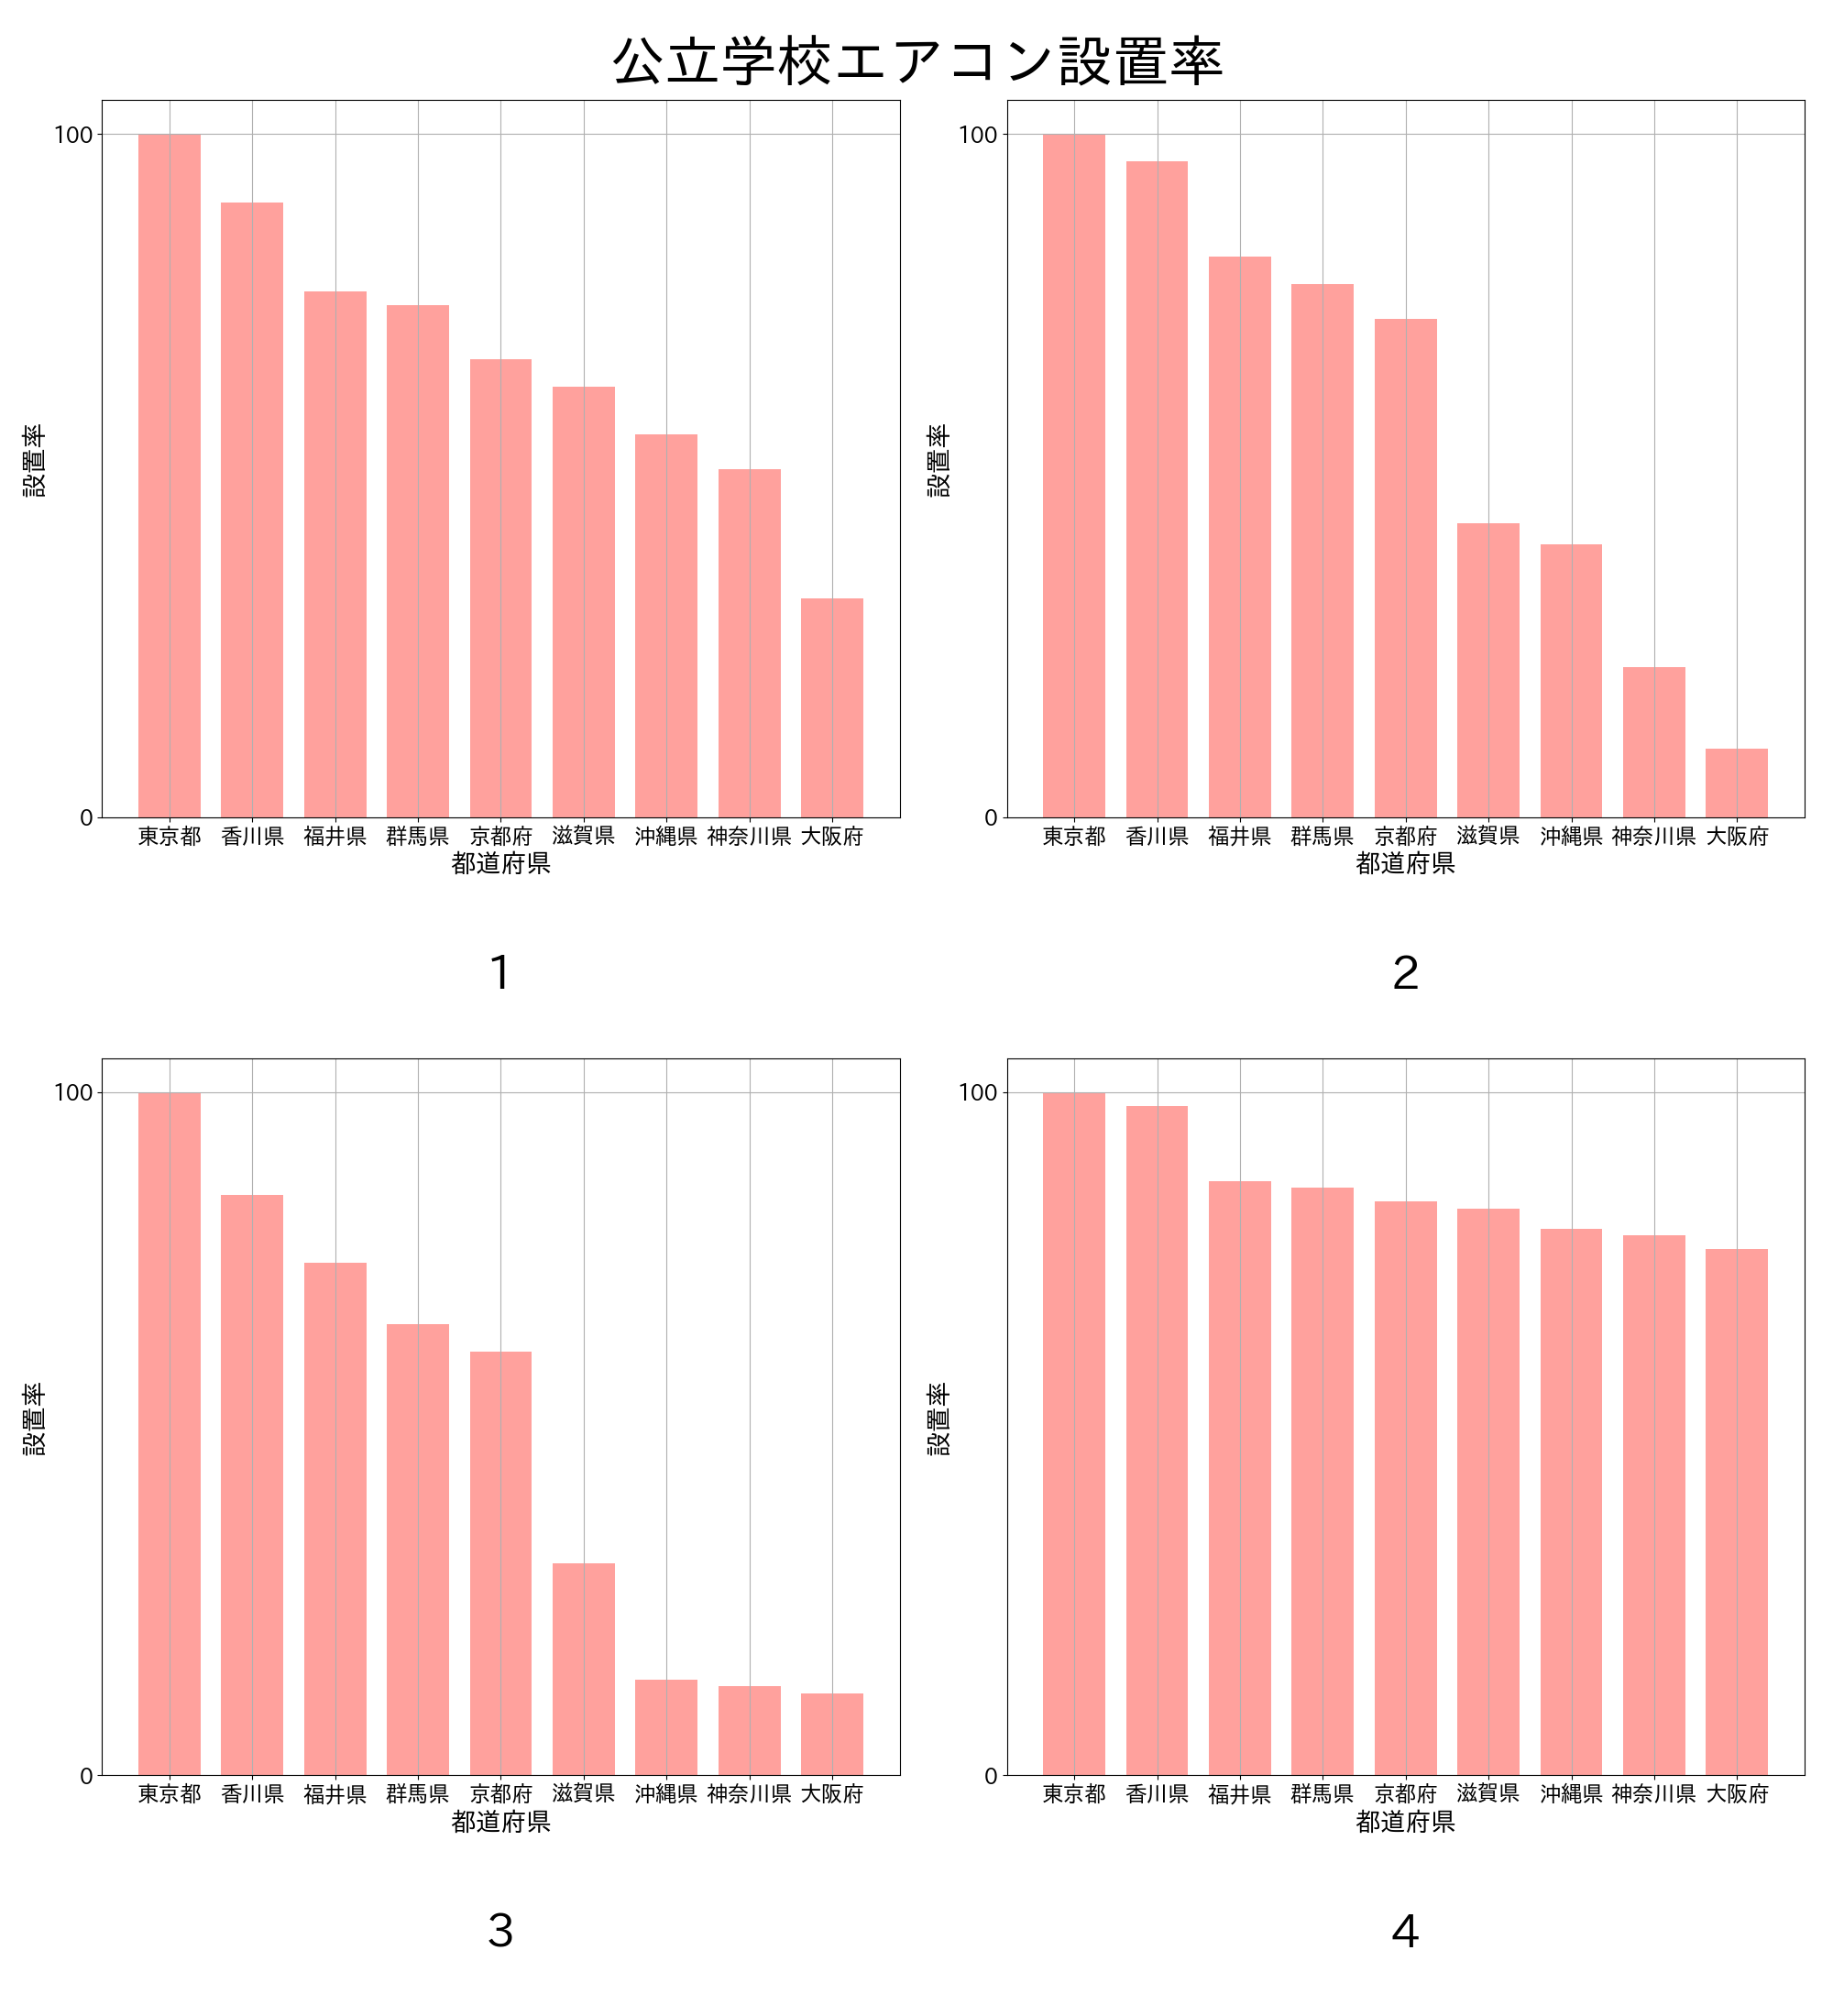 公立学校エアコン設置率
100
0
設置率
東京都 香川県 福井県 群馬県 京都府 滋賀県 沖縄県 神奈川県 大阪府
都道府県
1
100
0
設置率
東京都 香川県 福井県 群馬県 京都府 滋賀県 沖縄県 神奈川県 大阪府
都道府県
2
100
0
設置率
東京都 香川県 福井県 群馬県 京都府 滋賀県 沖縄県 神奈川県 大阪府
都道府県
3
100
0
設置率
東京都 香川県 福井県 群馬県 京都府 滋賀県 沖縄県 神奈川県 大阪府
都道府県
4